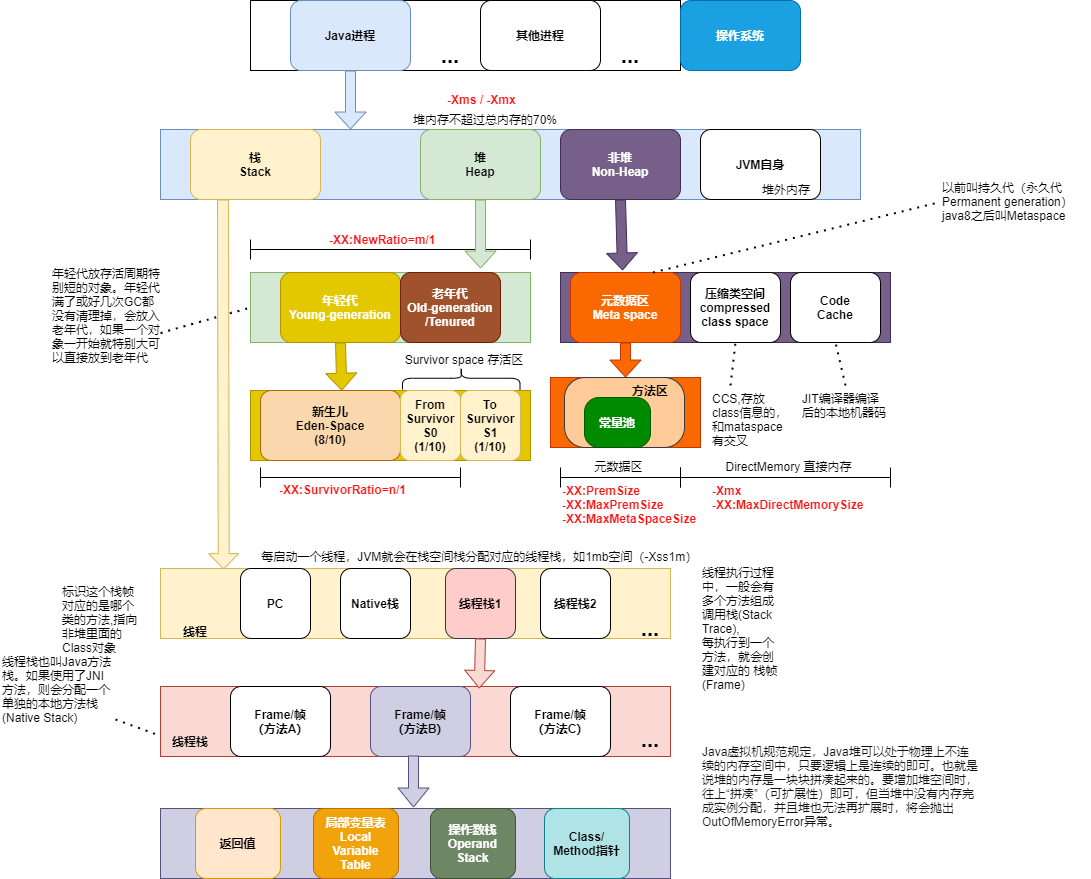 Java进程
...
其他进程
...
操作系统
-Xms / -Xmx
堆内存不超过总内存的70%
栈
Stack
堆
Heap
非堆
Non-Heap
JVM自身
堆外内存
以前叫持久代（永久代
Permanent generation）
java8之后叫Metaspace
-XX:NewRatio=m/1
年轻代放存活周期特
别短的对象。年轻代
满了或好几次GC都
没有清理掉，会放入
老年代，如果一个对
象一开始就特别大可
以直接放到老年代
年轻代
Young-generation
老年代
Old-generation
/Tenured
元数据区
Meta space
压缩类空间
compressed
class space
Code
Cache
Survivor space 存活区
新生儿
Eden-Space
(8/10)
From
Survivor
S0
(1/10)
To
Survivor
S1
(1/10)
方法区
常量池
CCS,存放
class信息的,
和mataspace
有交叉
JIT编译器编译
后的本地机器码
-XX:SurvivorRatio=n/1
元数据区
-XX:PremSize
-XX:MaxPremSize
-XX:MaxMetaSpaceSize
DirectMemory 直接内存
-Xmx
-XX:MaxDirectMemorySize
每启动一个线程，JVM就会在栈空间栈分配对应的线程栈，如1mb空间（-Xss1m）
标识这个栈帧
对应的是哪个
类的方法,指向
非堆里面的
Class对象
线程
PC
Native栈
线程栈1
线程栈2
...
线程执行过程
中，一般会有
多个方法组成
调用栈(Stack
Trace),
每执行到一个
方法，就会创
建对应的 栈帧
(Frame)
线程栈也叫Java方法
栈。如果使用了JNI
方法，则会分配一个
单独的本地方法栈
(Native Stack)
线程栈
Frame/帧
(方法A)
Frame/帧
(方法B)
Frame/帧
(方法C)
...
Java虚拟机规范规定，Java堆可以处于物理上不连
续的内存空间中，只要逻辑上是连续的即可。也就是
说堆的内存是一块块拼凑起来的。要增加堆空间时，
往上“拼凑”（可扩展性）即可，但当堆中没有内存完
成实例分配，并且堆也无法再扩展时，将会抛出
OutOfMemoryError异常。
返回值
局部变量表
Local
Variable
Table
操作数栈
Operand
Stack
Class/
Method指针